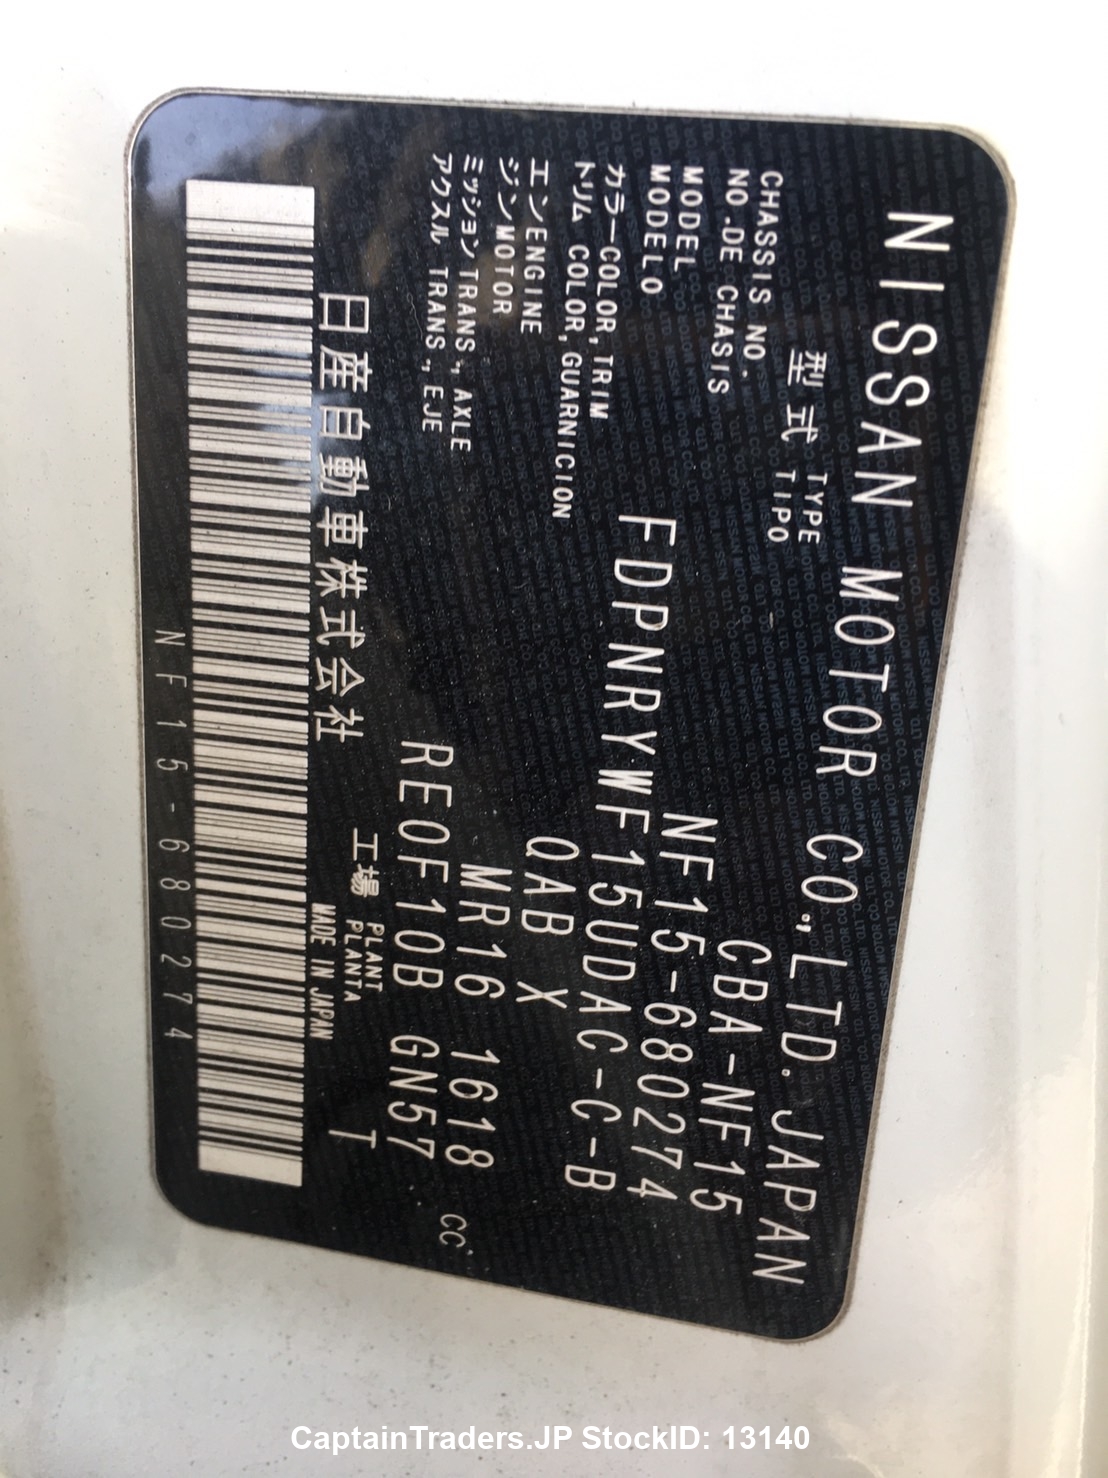 NISSAN MOTOR CO.,LTD. JAPAN
型式 TYPE
TIPO
CBA-NF15
CHASSIS NO.
NO.DE CHASIS
NF15-680274
MODEL
MODELO
FDPNRYWF15UDAC-C-B
カラー COLOR,TRIM
トリム COLOR,GUARNICION
QAB X
エン ENGINE
ジン MOTOR
MR16 1618 CC
ミッション TRANS., AXLE
アクスル TRANS., EJE
RE0F10B GN57
工場 PLANT
PLANTA
T
日産自動車株式会社
MADE IN JAPAN
NF15-680274
CaptainTraders.JP StockID: 13140